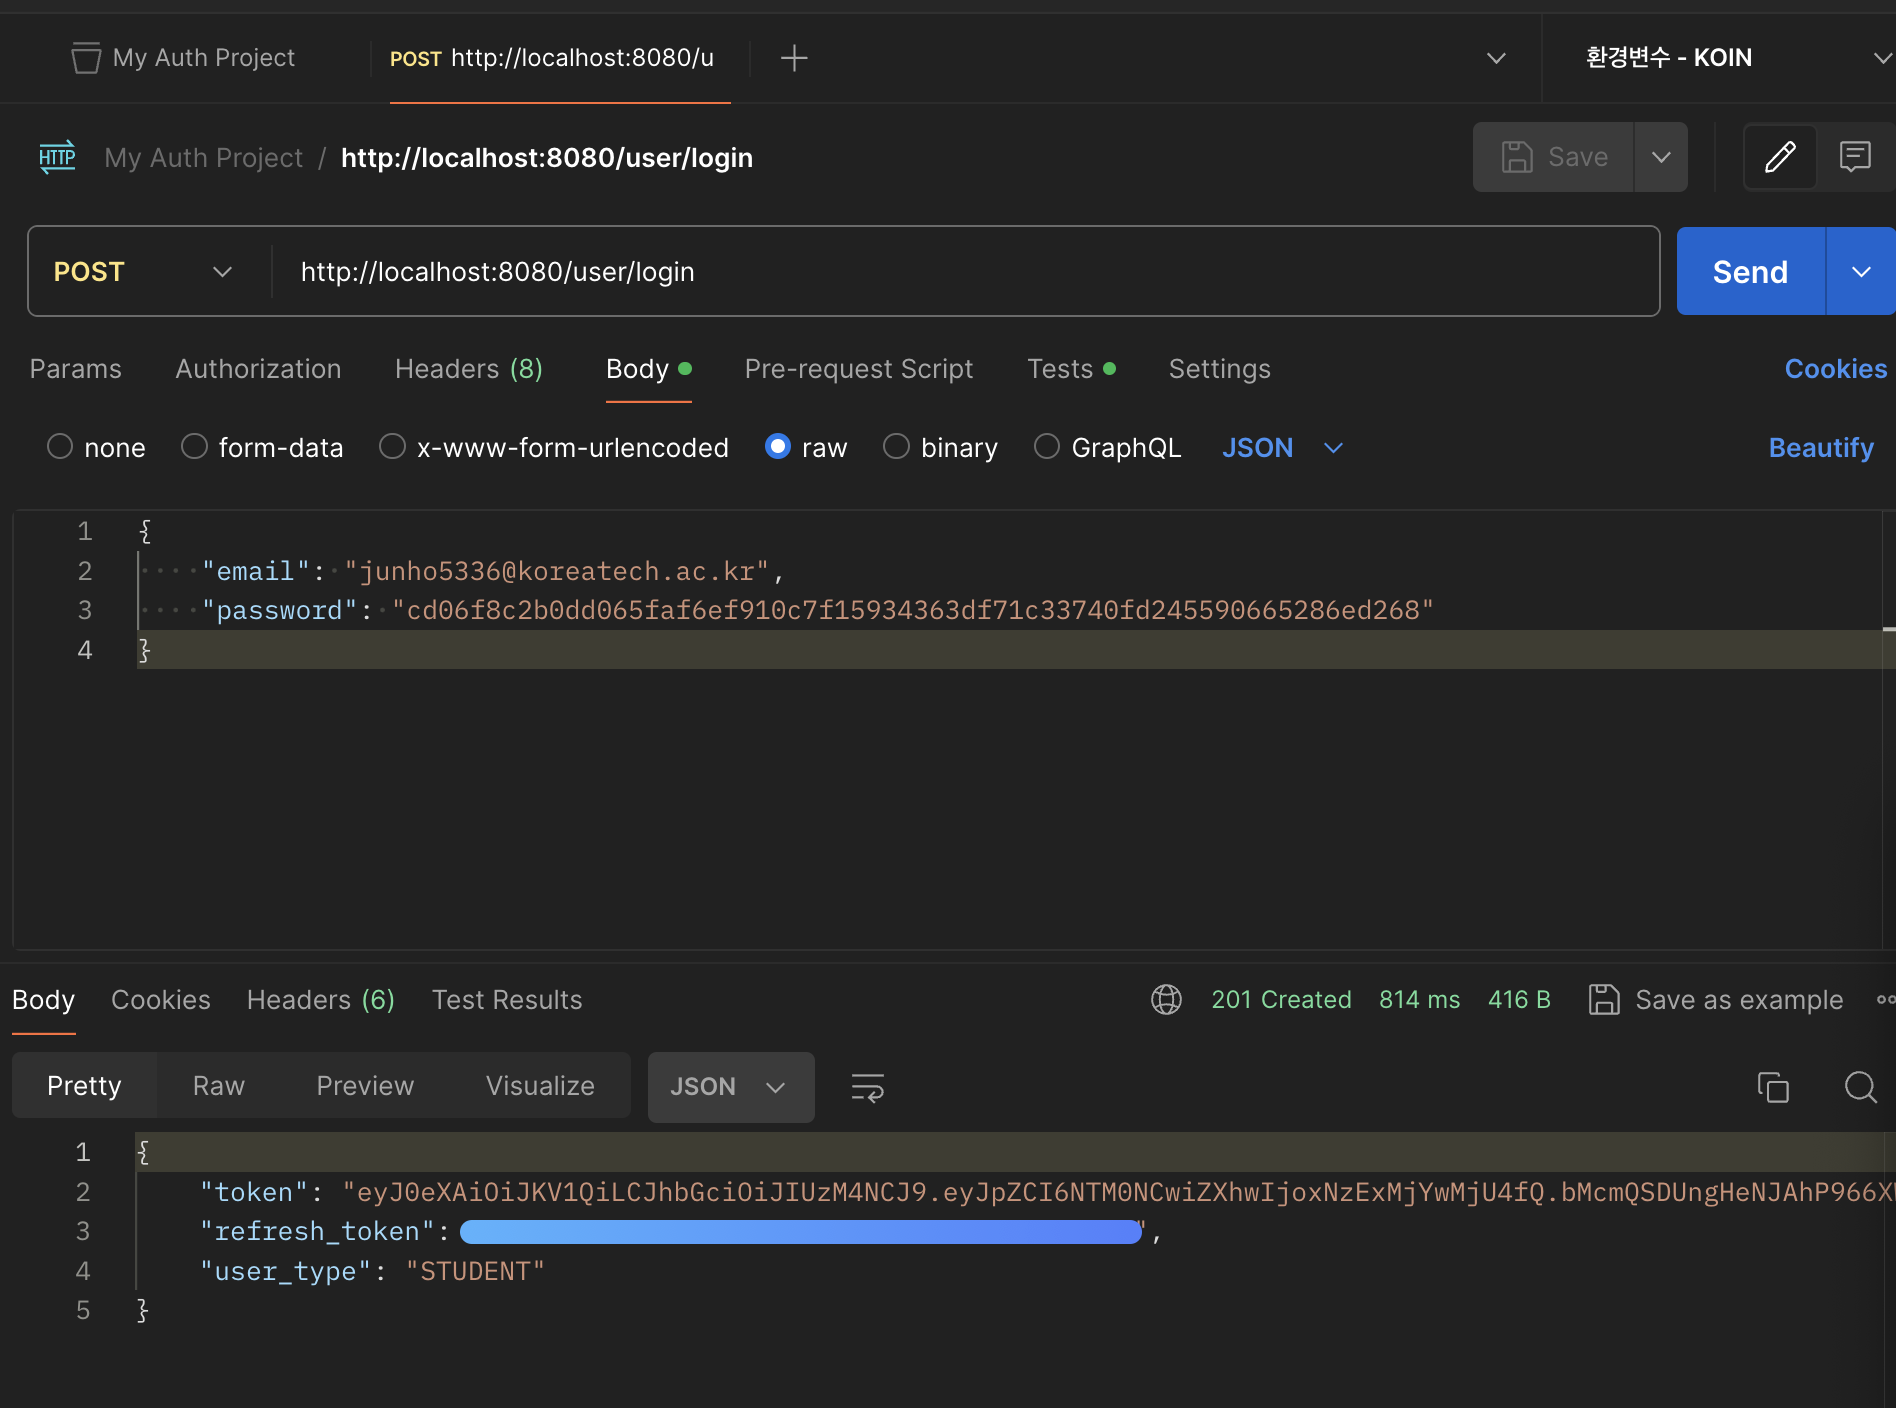 My Auth Project
POST http://localhost:8080/u
환경변수 - KOIN
HTTP My Auth Project / http://localhost:8080/user/login
Save
POST http://localhost:8080/user/login
Send
Params Authorization Headers (8) Body Pre-request Script Tests Settings Cookies
none form-data x-www-form-urlencoded raw binary GraphQL JSON Beautify
1 {
2 "email": "junho5336@koreatech.ac.kr",
3 "password": "cd06f8c2b0dd065faf6ef910c7f15934363df71c33740fd245590665286ed268"
4 }
Body Cookies Headers (6) Test Results 201 Created 814 ms 416 B Save as example
Pretty Raw Preview Visualize JSON
1 {
2 "token": "eyJ0eXAiOiJKV1QiLCJhbGciOiJIUzM4NCJ9.eyJpZCI6NTM0NCwiZXhwIjoxNzExMjYwMjU4fQ.bMcmQSDUngHeNJAhP966X
3 "refresh_token": ",
4 "user_type": "STUDENT"
5 }